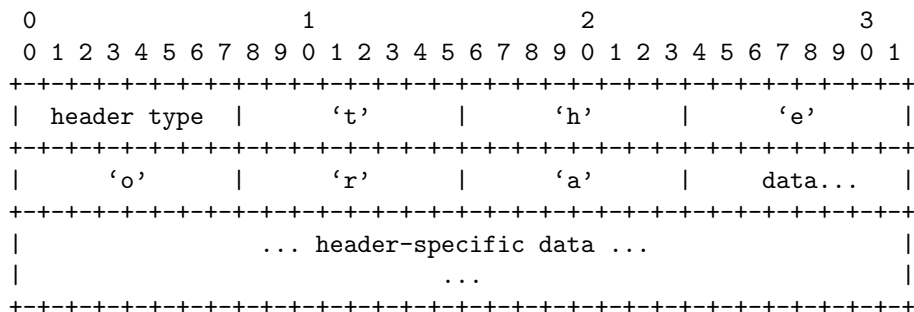 0 1 2 3
0 1 2 3 4 5 6 7 8 9 0 1 2 3 4 5 6 7 8 9 0 1 2 3 4 5 6 7 8 9 0 1
+-+-+-+-+-+-+-+-+-+-+-+-+-+-+-+-+-+-+-+-+-+-+-+-+-+-+-+-+-+-+-+-+
| header type | ‘t’ | ‘h’ | ‘e’ |
+-+-+-+-+-+-+-+-+-+-+-+-+-+-+-+-+-+-+-+-+-+-+-+-+-+-+-+-+-+-+-+-+
| ‘o’ | ‘r’ | ‘a’ | data... |
+-+-+-+-+-+-+-+-+-+-+-+-+-+-+-+-+-+-+-+-+-+-+-+-+-+-+-+-+-+-+-+-+
| ... header-specific data ... |
| ... |
+-+-+-+-+-+-+-+-+-+-+-+-+-+-+-+-+-+-+-+-+-+-+-+-+-+-+-+-+-+-+-+-+